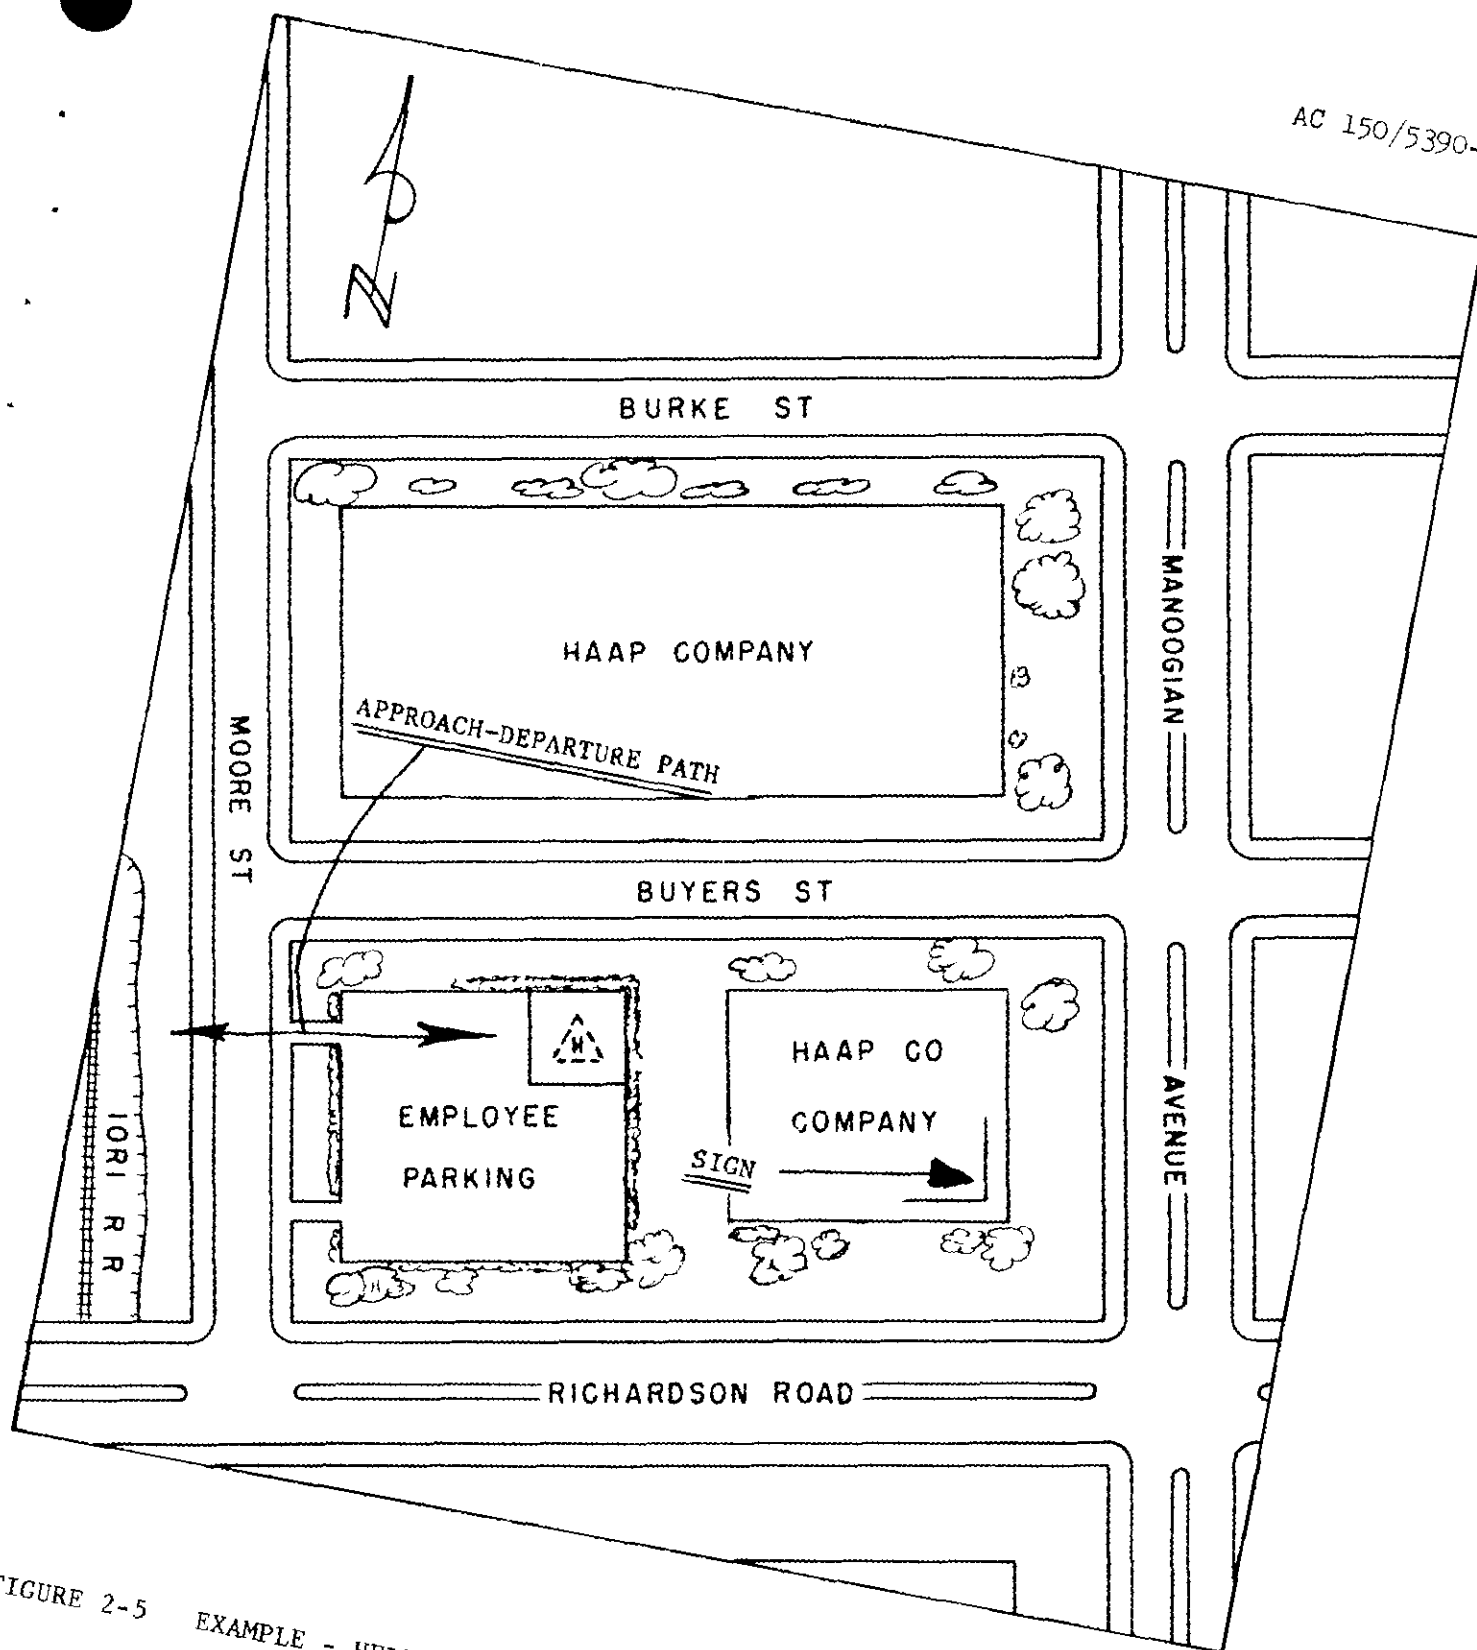 AC 150/5390-
N
BURKE ST
HAAP COMPANY
APPROACH-DEPARTURE PATH
MANOOGIAN
MOORE ST
BUYERS ST
H
HAAP CO
COMPANY
EMPLOYEE
PARKING
SIGN
AVENUE
IORI R R
RICHARDSON ROAD
FIGURE 2-5 EXAMPLE -